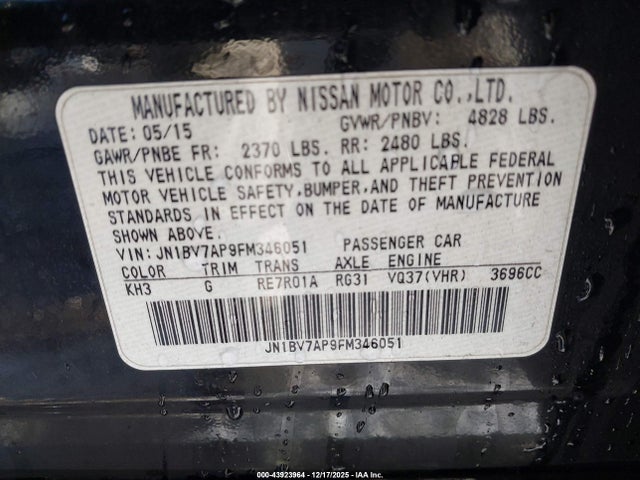 MANUFACTURED BY NISSAN MOTOR CO.,LTD.
DATE: 05/15 GVWR/PNBV: 4828 LBS.
GAWR/PNBE FR: 2370 LBS. RR: 2480 LBS.
THIS VEHICLE CONFORMS TO ALL APPLICABLE FEDERAL
MOTOR VEHICLE SAFETY,BUMPER,AND THEFT PREVENTION
STANDARDS IN EFFECT ON THE DATE OF MANUFACTURE
SHOWN ABOVE.
VIN: JN1BV7AP9FM346051 PASSENGER CAR
COLOR TRIM TRANS AXLE ENGINE
KH3 G RE7R01A RG31 VQ37(VHR) 3696CC
JN1BV7AP9FM346051
000-43923964 - 12/17/2025 - IAA Inc.